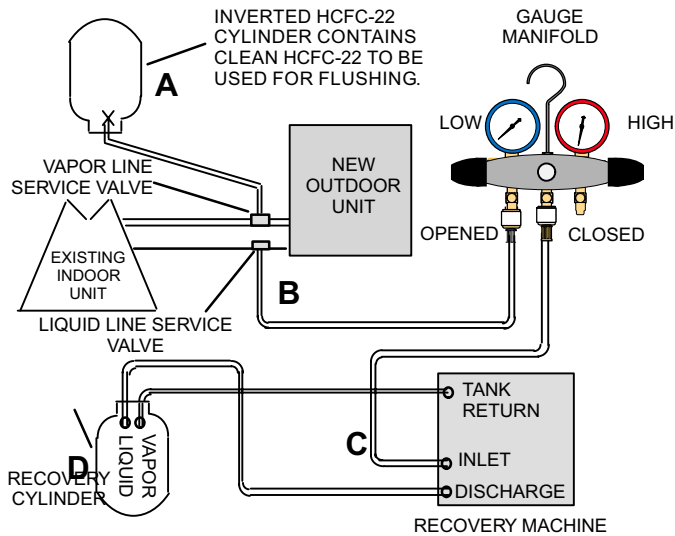 INVERTED HCFC-22
CYLINDER CONTAINS
CLEAN HCFC-22 TO BE
USED FOR FLUSHING.
A
GAUGE
MANIFOLD
LOW
HIGH
VAPOR LINE
SERVICE VALVE
NEW
OUTDOOR
UNIT
OPENED
CLOSED
EXISTING
INDOOR
UNIT
B
LIQUID LINE SERVICE
VALVE
TANK
RETURN
C
INLET
DISCHARGE
D
RECOVERY
CYLINDER
LIQUID
VAPOR
RECOVERY MACHINE